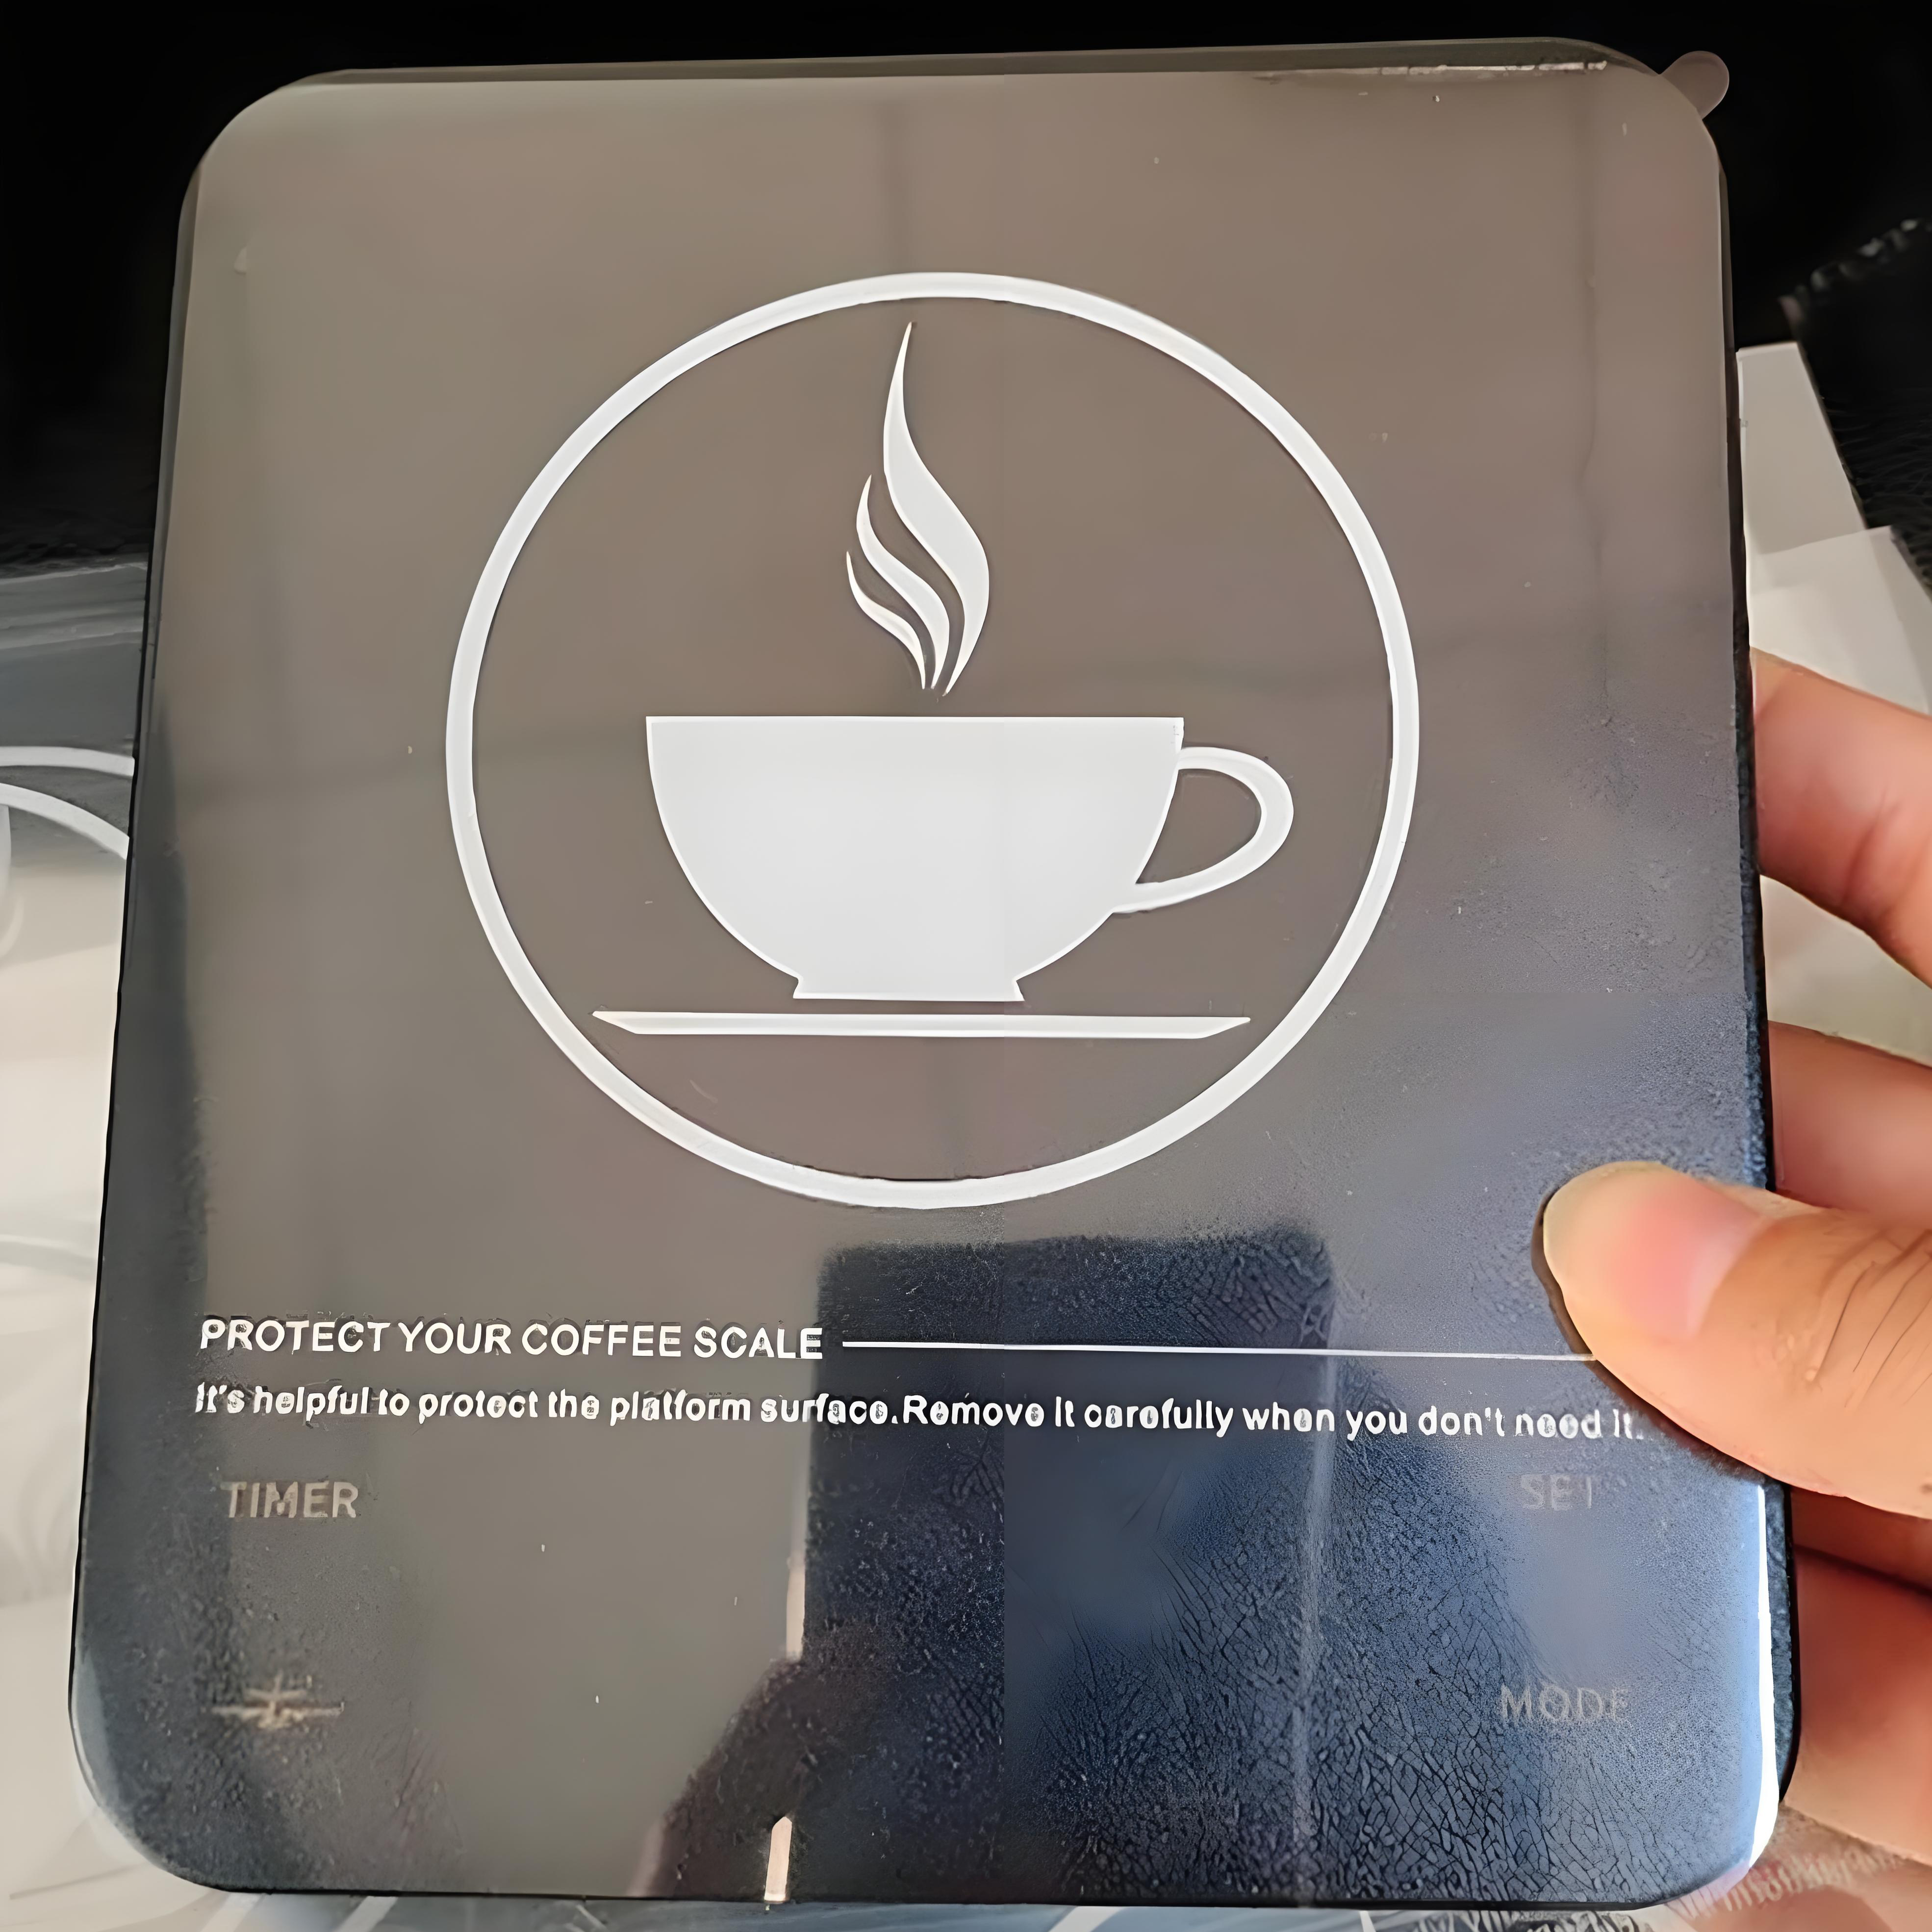 PROTECT YOUR COFFEE SCALE
It's helpful to protect the platform surface.Remove it carefully when you don't need it.
TIMER SET
MODE